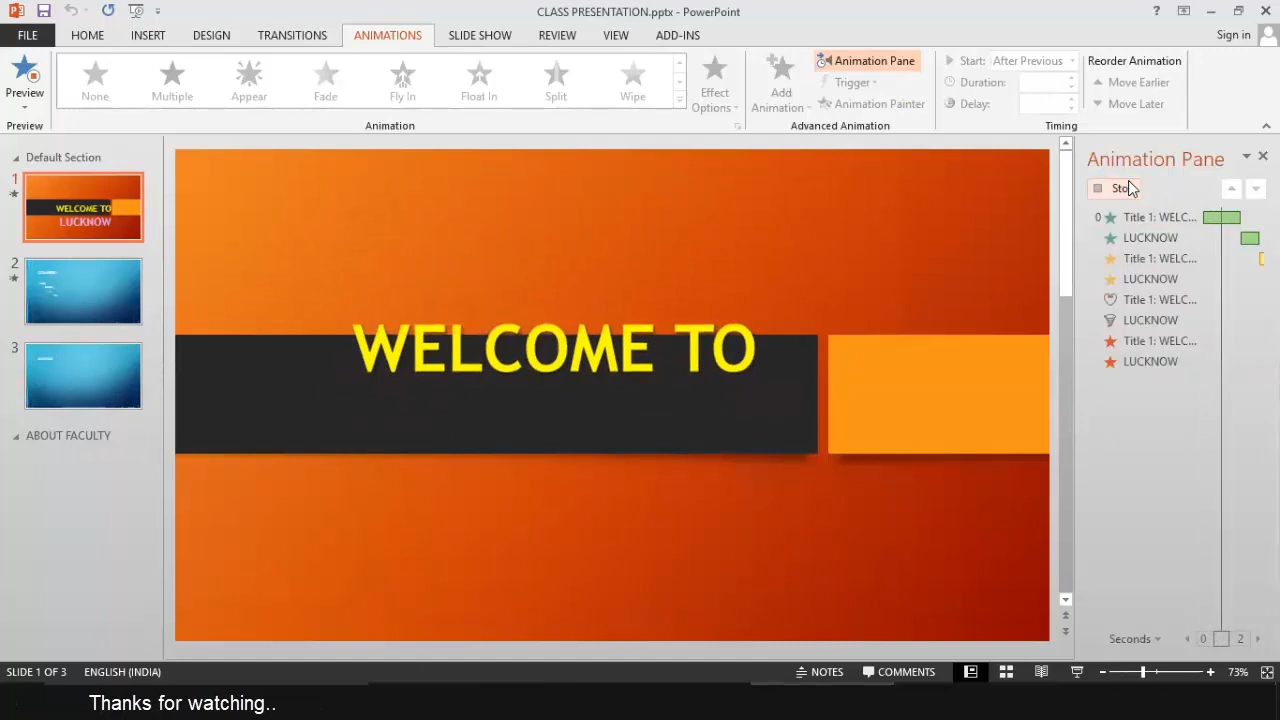 CLASS PRESENTATION.pptx - PowerPoint
?
FILE HOME INSERT DESIGN TRANSITIONS ANIMATIONS SLIDE SHOW REVIEW VIEW ADD-INS Sign in
Preview
None Multiple Appear Fade Fly In Float In Split Wipe
Effect Options
Add Animation
Animation Pane
Trigger
Animation Painter
Start: After Previous
Duration:
Delay:
Reorder Animation
Move Earlier
Move Later
Preview Animation Advanced Animation Timing
Default Section
1
WELCOME TO
LUCKNOW
2
3
ABOUT FACULTY
WELCOME TO
Animation Pane
0 Title 1: WELC...
LUCKNOW
Title 1: WELC...
LUCKNOW
Title 1: WELC...
LUCKNOW
Title 1: WELC...
LUCKNOW
Seconds 0 2
SLIDE 1 OF 3 ENGLISH (INDIA) NOTES COMMENTS 73%
Thanks for watching..